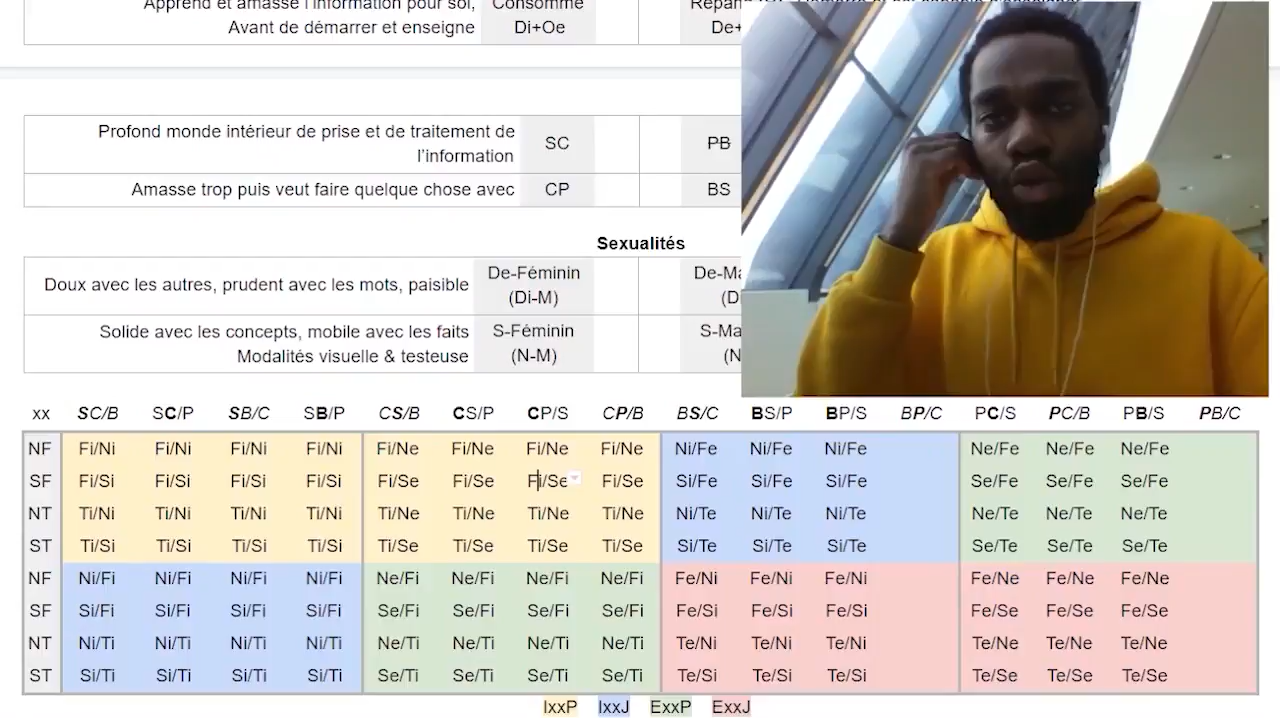 Apprend et amasse l'information pour soi,
Avant de démarrer et enseigne
Consomme
Di+Oe
Profond monde intérieur de prise et de traitement de
l'information
SC
PB
Amasse trop puis veut faire quelque chose avec
CP
BS
Sexualités
Doux avec les autres, prudent avec les mots, paisible
De-Féminin
(Di-M)
Solide avec les concepts, mobile avec les faits
Modalités visuelle & testeuse
S-Féminin
(N-M)
xx SC/B SC/P SB/C SB/P CS/B CS/P CP/S CP/B BS/C BS/P BP/S BP/C PC/S PC/B PB/S PB/C
NF Fi/Ni Fi/Ni Fi/Ni Fi/Ni Fi/Ne Fi/Ne Fi/Ne Fi/Ne Ni/Fe Ni/Fe Ni/Fe Ne/Fe Ne/Fe Ne/Fe
SF Fi/Si Fi/Si Fi/Si Fi/Si Fi/Se Fi/Se Fi/Se Fi/Se Si/Fe Si/Fe Si/Fe Se/Fe Se/Fe Se/Fe
NT Ti/Ni Ti/Ni Ti/Ni Ti/Ni Ti/Ne Ti/Ne Ti/Ne Ti/Ne Ni/Te Ni/Te Ni/Te Ne/Te Ne/Te Ne/Te
ST Ti/Si Ti/Si Ti/Si Ti/Si Ti/Se Ti/Se Ti/Se Ti/Se Si/Te Si/Te Si/Te Se/Te Se/Te Se/Te
NF Ni/Fi Ni/Fi Ni/Fi Ni/Fi Ne/Fi Ne/Fi Ne/Fi Ne/Fi Fe/Ni Fe/Ni Fe/Ni Fe/Ne Fe/Ne Fe/Ne
SF Si/Fi Si/Fi Si/Fi Si/Fi Se/Fi Se/Fi Se/Fi Se/Fi Fe/Si Fe/Si Fe/Si Fe/Se Fe/Se Fe/Se
NT Ni/Ti Ni/Ti Ni/Ti Ni/Ti Ne/Ti Ne/Ti Ne/Ti Ne/Ti Te/Ni Te/Ni Te/Ni Te/Ne Te/Ne Te/Ne
ST Si/Ti Si/Ti Si/Ti Si/Ti Se/Ti Se/Ti Se/Ti Se/Ti Te/Si Te/Si Te/Si Te/Se Te/Se Te/Se
IxxP IxxJ ExxP ExxJ